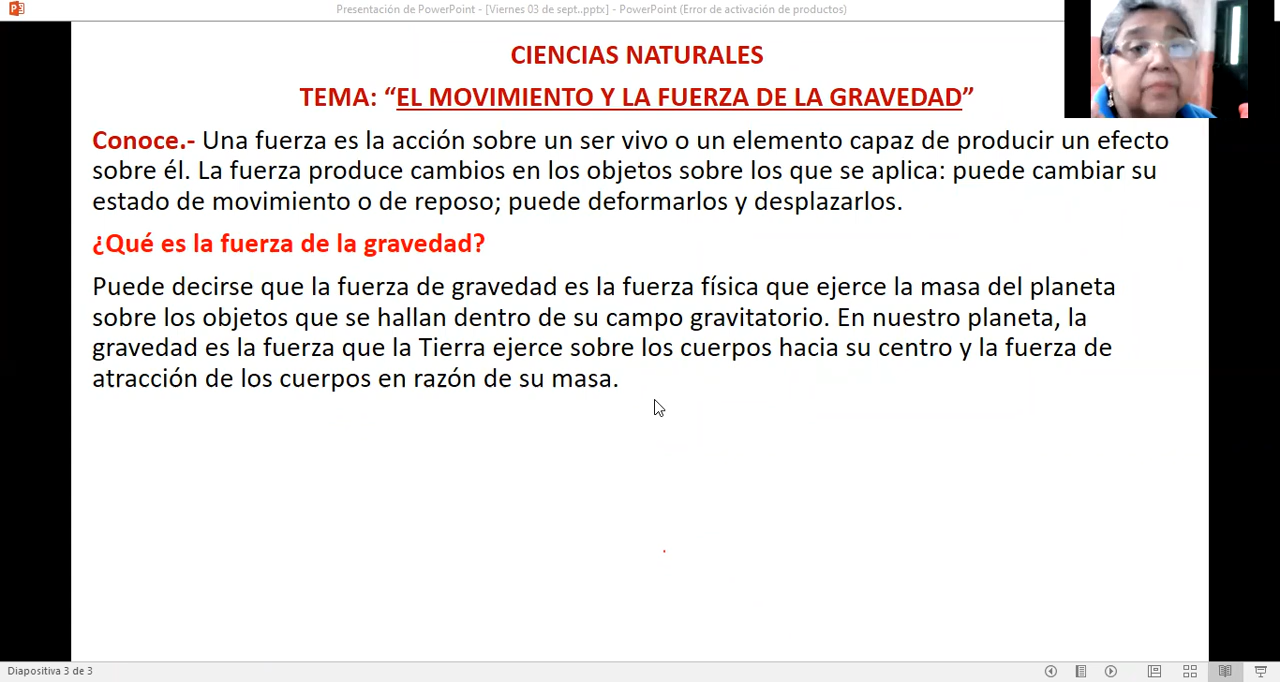 Presentación de PowerPoint - [Viernes 03 de sept..pptx] - PowerPoint (Error de activación de productos)
CIENCIAS NATURALES
TEMA: “EL MOVIMIENTO Y LA FUERZA DE LA GRAVEDAD”
Conoce.- Una fuerza es la acción sobre un ser vivo o un elemento capaz de producir un efecto
sobre él. La fuerza produce cambios en los objetos sobre los que se aplica: puede cambiar su
estado de movimiento o de reposo; puede deformarlos y desplazarlos.
¿Qué es la fuerza de la gravedad?
Puede decirse que la fuerza de gravedad es la fuerza física que ejerce la masa del planeta
sobre los objetos que se hallan dentro de su campo gravitatorio. En nuestro planeta, la
gravedad es la fuerza que la Tierra ejerce sobre los cuerpos hacia su centro y la fuerza de
atracción de los cuerpos en razón de su masa.
Diapositiva 3 de 3